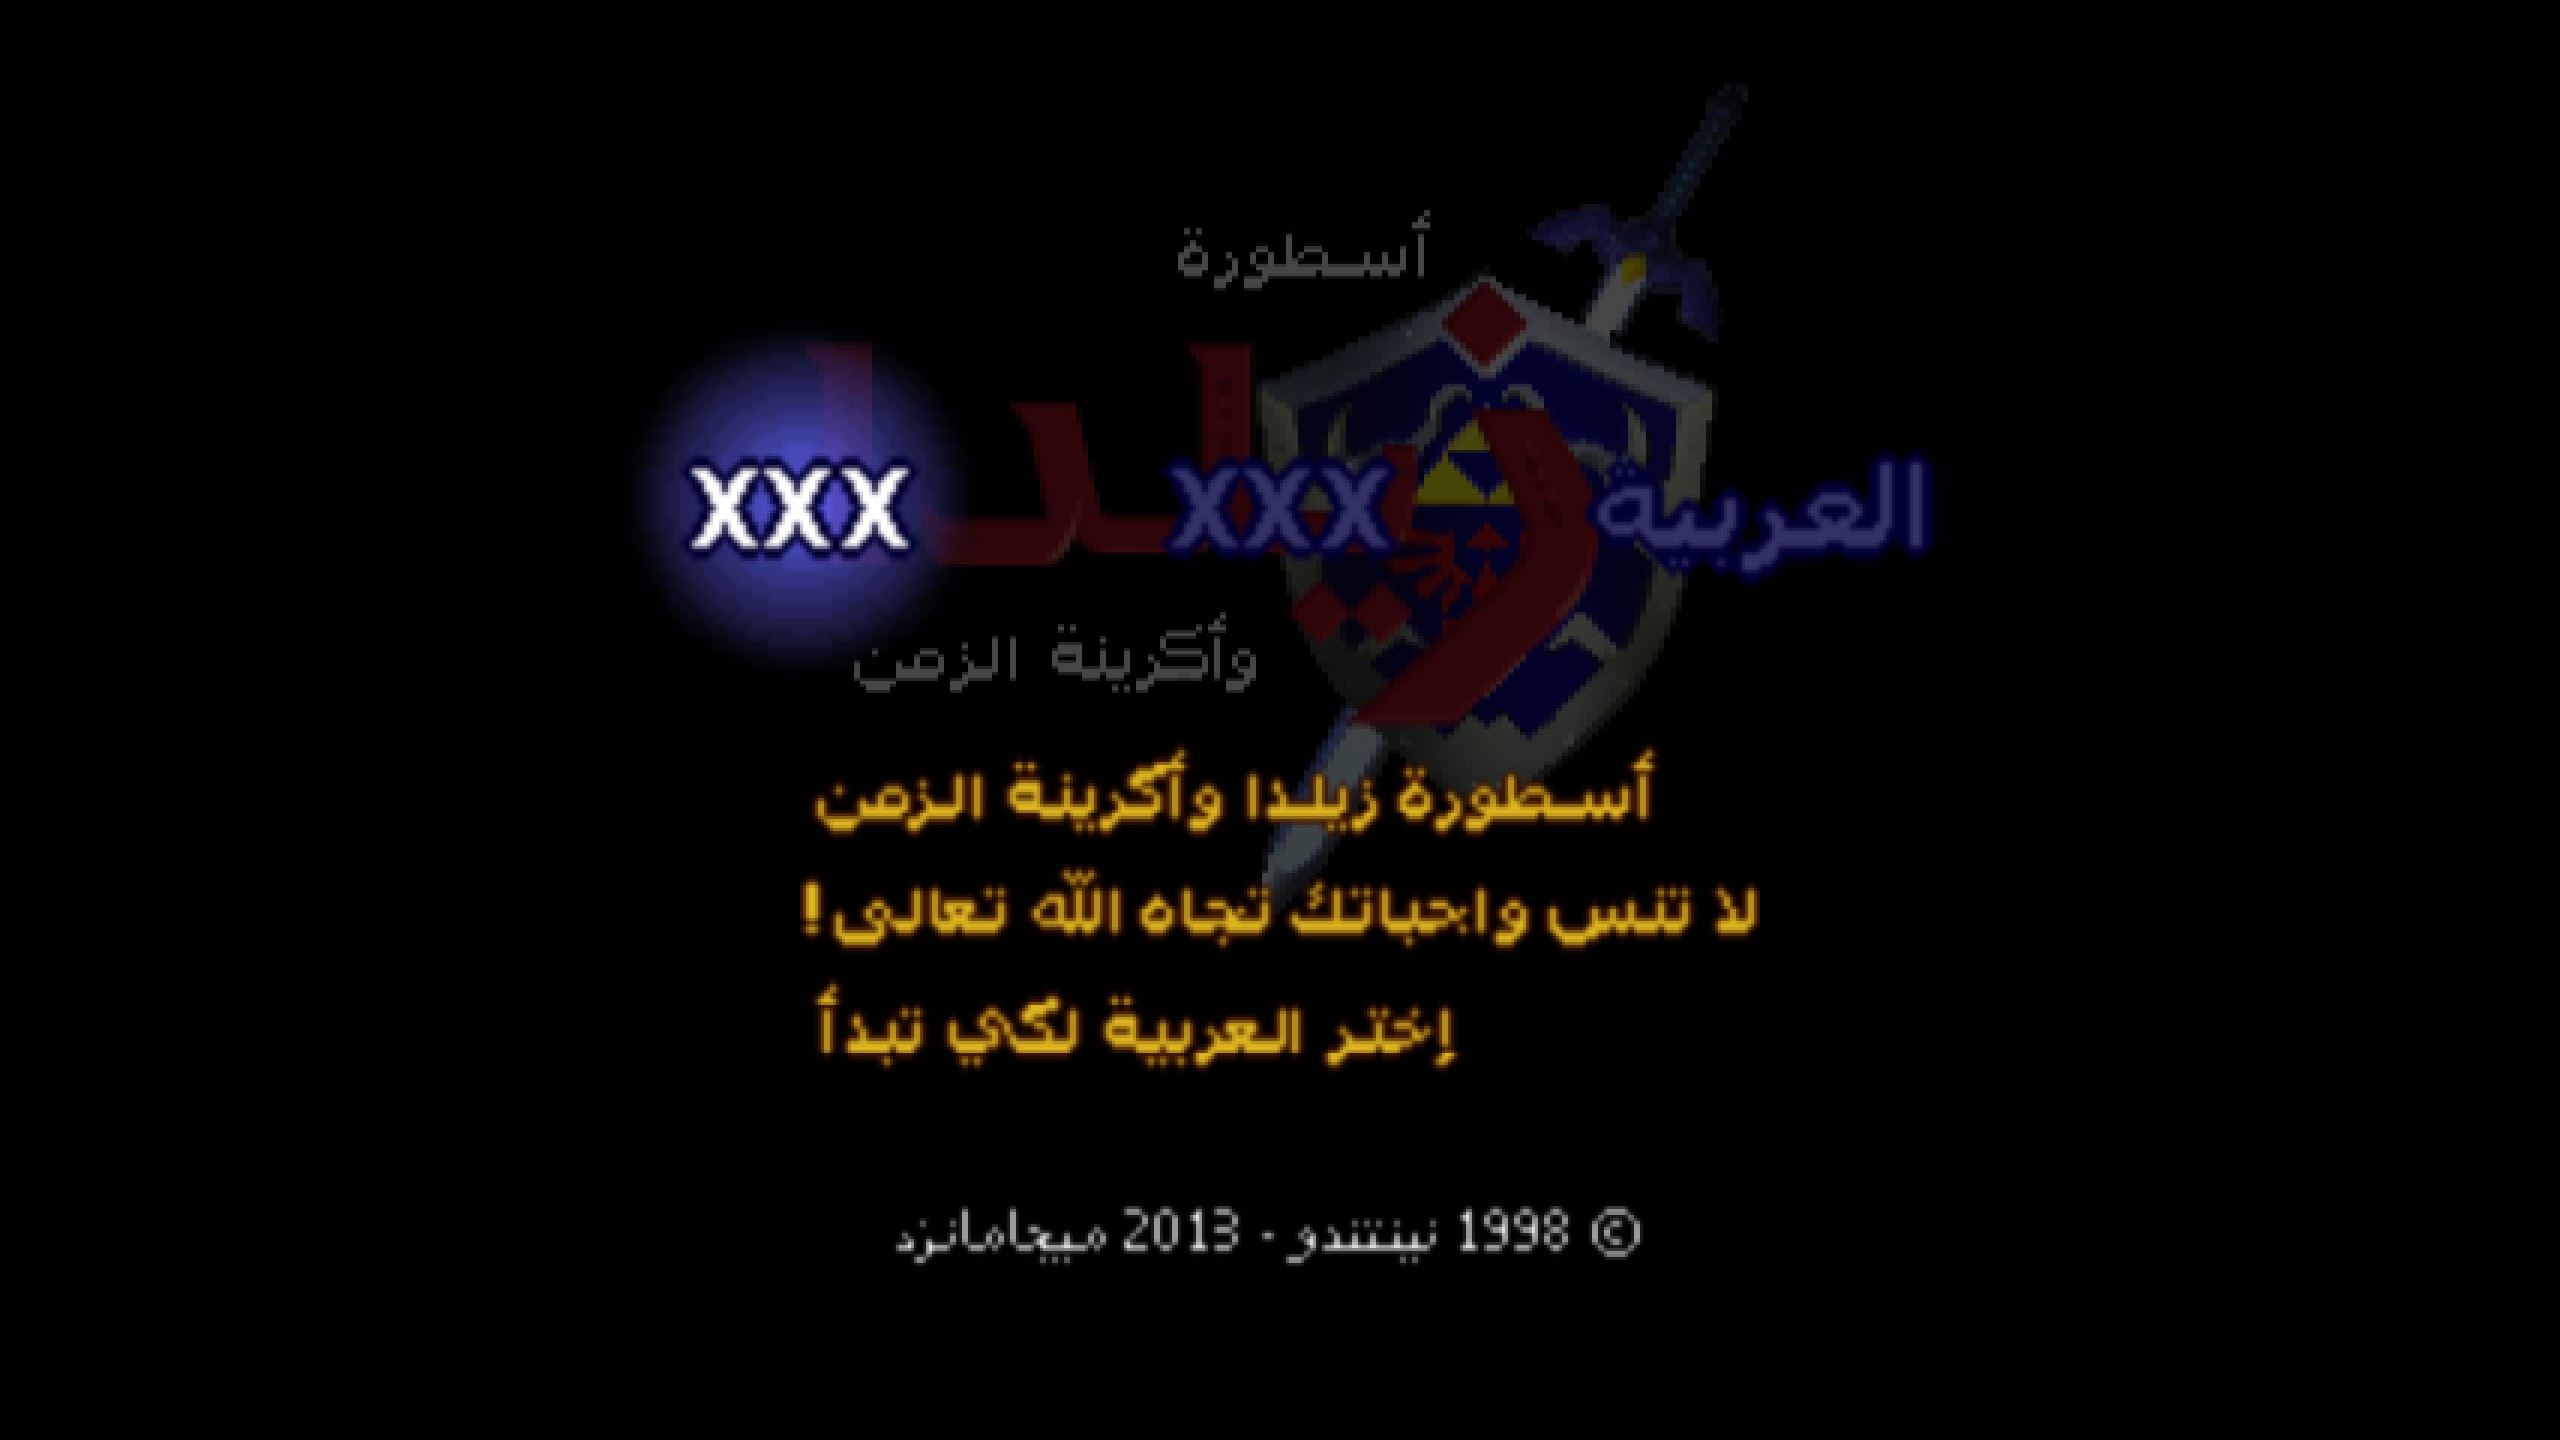 أسطورة
زيلدا
العربية XXX XXX
وأكرينة الزمن
أسطورة زيلدا وأكرينة الزمن
لا تنس واجباتك تجاه الله تعالى!
إختر العربية لكي تبدأ
© 1998 نينتندو - 2013 ميجامانزد